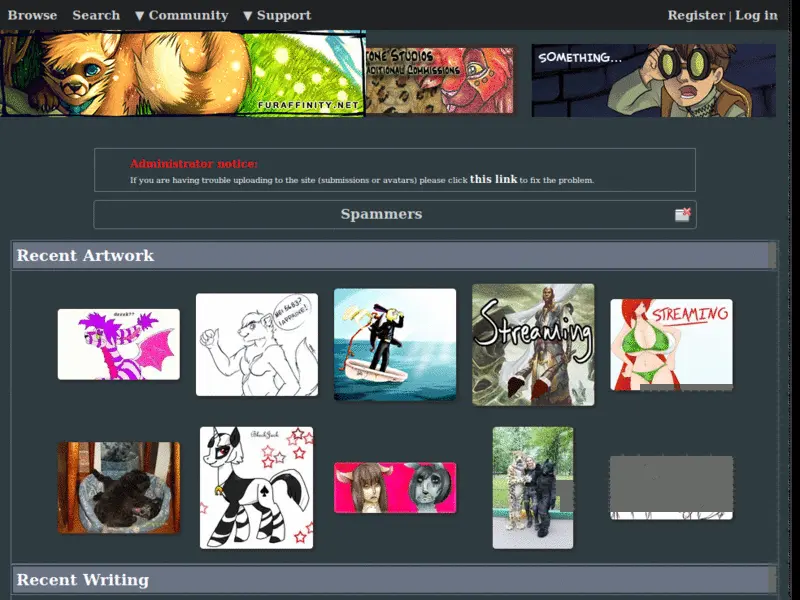 Browse Search ▼ Community ▼ Support Register | Log in
FURAFFINITY.NET
TONE STUDIOS
ADITIONAL COMMISSIONS
SOMETHING...
Administrator notice:
If you are having trouble uploading to the site (submissions or avatars) please click this link to fix the problem.
Spammers
Recent Artwork
Streaming
STREAMING
BlackJack
Recent Writing